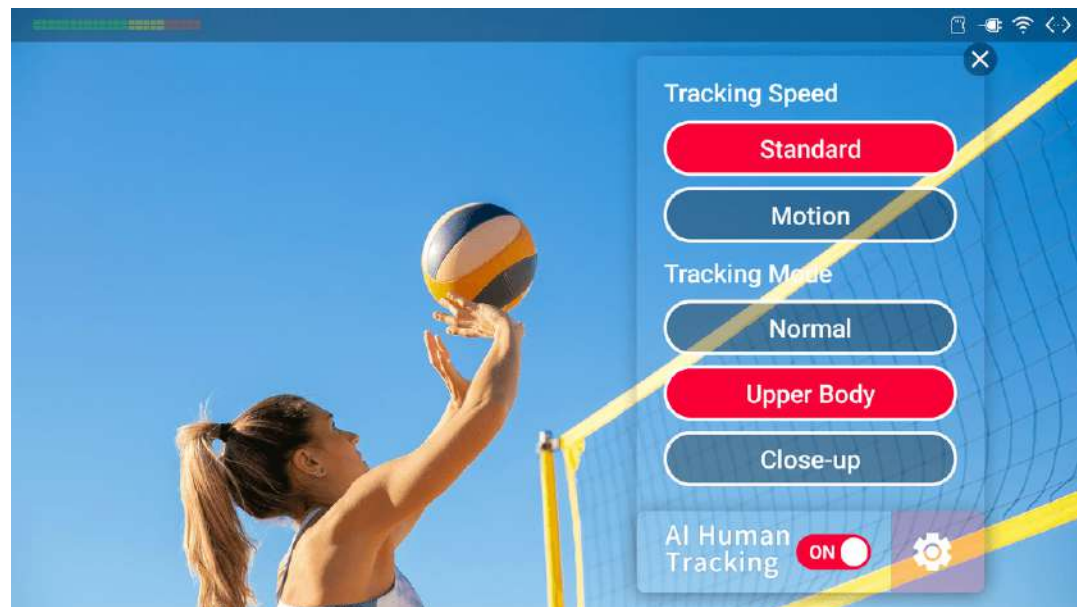 Tracking Speed
Standard
Motion
Tracking Mode
Normal
Upper Body
Close-up
AI Human
Tracking
ON